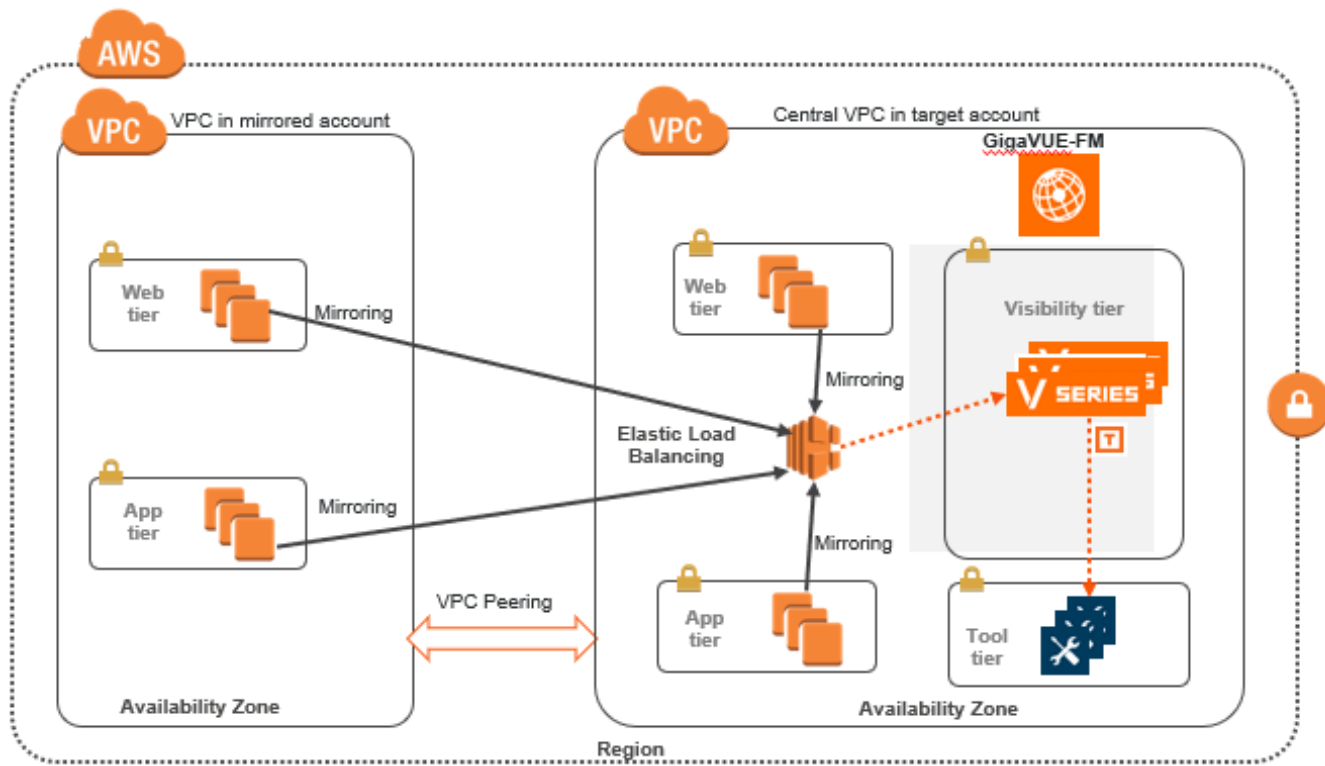 AWS
VPC
VPC in mirrored account
VPC
Central VPC in target account
GigaVUE-FM
Web
tier
Mirroring
Web
tier
Visibility tier
Mirroring
V SERIES
Elastic Load
Balancing
T
App
tier
Mirroring
Mirroring
VPC Peering
App
tier
Tool
tier
Availability Zone
Availability Zone
Region